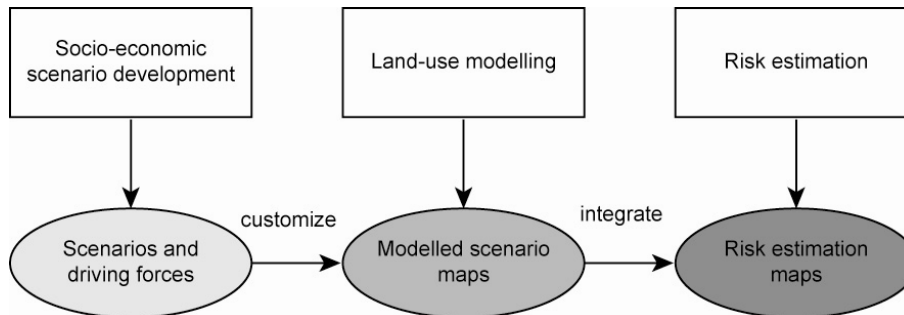 Socio-economic
scenario development
Land-use modelling
Risk estimation
customize
integrate
Scenarios and
driving forces
Modelled scenario
maps
Risk estimation
maps